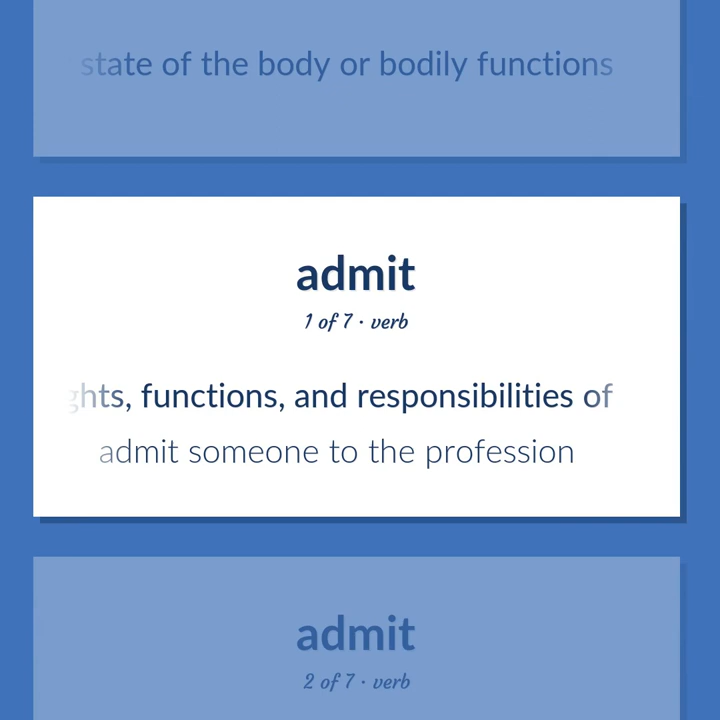 state of the body or bodily functions
admit
1 of 7 · verb
ghts, functions, and responsibilities of
admit someone to the profession
admit
2 of 7 · verb